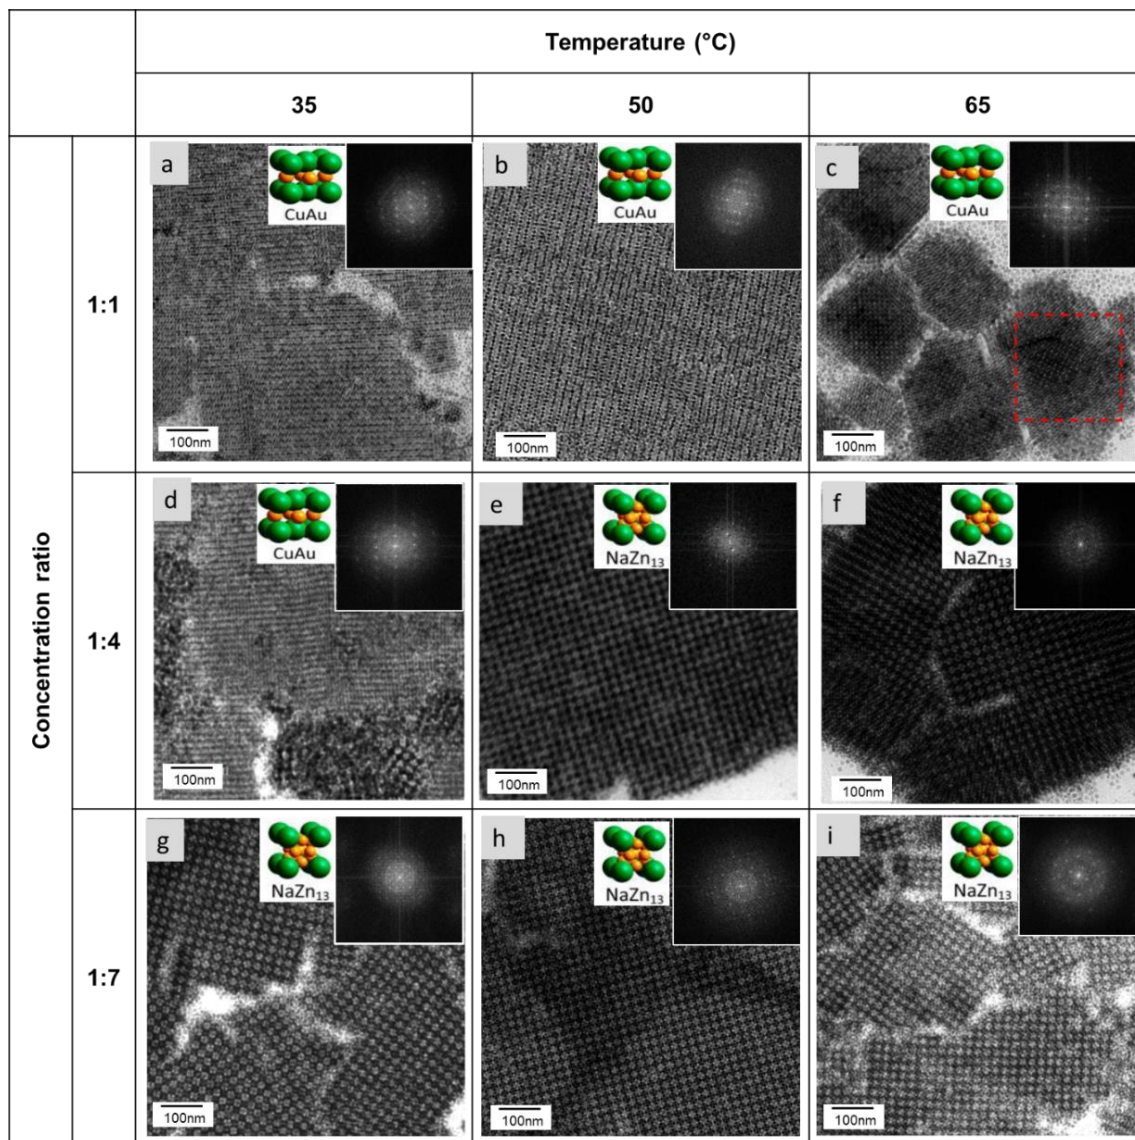 Temperature (°C)
35
50
65
Concentration ratio
1:1
a
CuAu
100nm
b
CuAu
100nm
c
CuAu
100nm
1:4
d
CuAu
100nm
e
NaZn₁₃
100nm
f
NaZn₁₃
100nm
1:7
g
NaZn₁₃
100nm
h
NaZn₁₃
100nm
i
NaZn₁₃
100nm